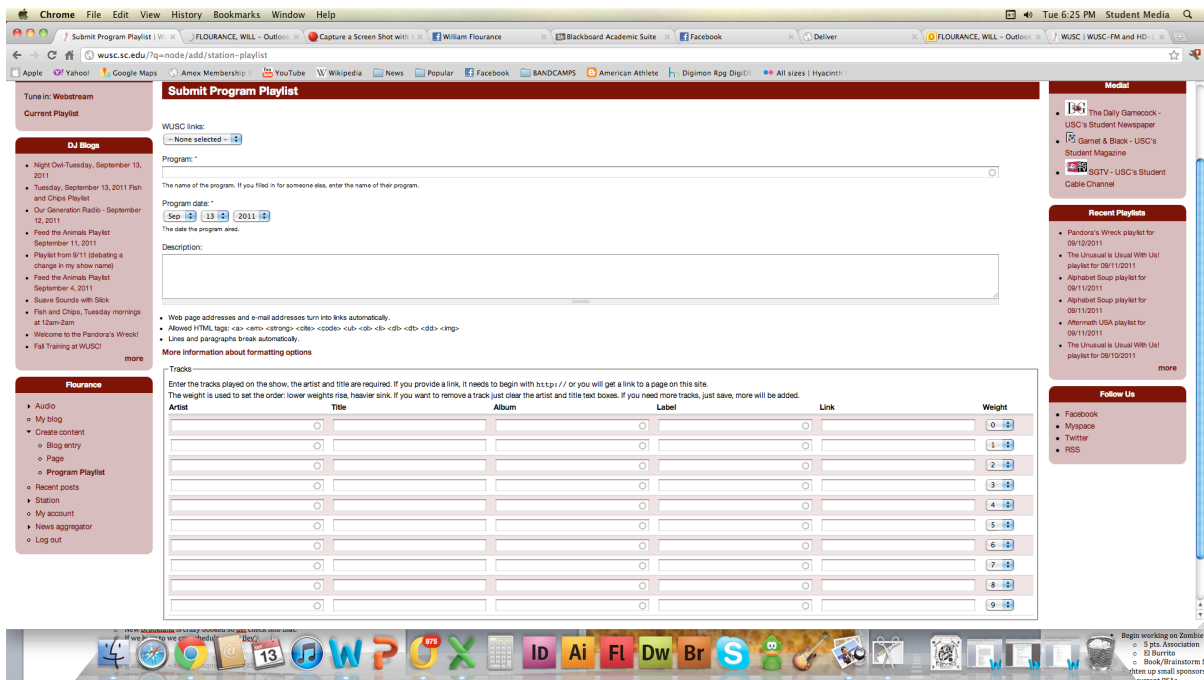 Chrome File Edit View History Bookmarks Window Help
Tue 6:25 PM Student Media
Submit Program Playlist | W
FLOURANCE, WILL – Outloo
Capture a Screen Shot with
William Flourance
Blackboard Academic Suite
Facebook
Deliver
FLOURANCE, WILL – Outloo
WUSC | WUSC-FM and HD-1
wusc.sc.edu/?q=node/add/station-playlist
Apple Yahoo! Google Maps Amex Membership YouTube Wikipedia News Popular Facebook BANDCAMPS American Athlete Digimon Rpg DigiDe All sizes | Hyacinth
Tune in: Webstream
Current Playlist
DJ Blogs
Night Owl-Tuesday, September 13,
2011
Tuesday, September 13, 2011 Fish
and Chips Playlist
Our Generation Radio - September
12, 2011
Feed the Animals Playlist
September 11, 2011
Playlist from 9/11 (debating a
change in my show name)
Feed the Animals Playlist
September 4, 2011
Suave Sounds with Slick
Fish and Chips, Tuesday mornings
at 12am-2am
Welcome to the Pandora's Wreck!
Fall Training at WUSC!
more
Flourance
Audio
My blog
Create content
Blog entry
Page
Program Playlist
Recent posts
Station
My account
News aggregator
Log out
Submit Program Playlist
WUSC links:
– None selected –
Program: *
The name of the program. If you filled in for someone else, enter the name of their program.
Program date: *
Sep 13 2011
The date the program aired.
Description:
Web page addresses and e-mail addresses turn into links automatically.
Allowed HTML tags: <a> <em> <strong> <cite> <code> <ul> <ol> <li> <dl> <dt> <dd> <img>
Lines and paragraphs break automatically.
More information about formatting options
Tracks
Enter the tracks played on the show, the artist and title are required. If you provide a link, it needs to begin with http:// or you will get a link to a page on this site.
The weight is used to set the order: lower weights rise, heavier sink. If you want to remove a track just clear the artist and title text boxes. If you need more tracks, just save, more will be added.
Artist Title Album Label Link Weight
0
1
2
3
4
5
6
7
8
9
Media!
The Daily Gamecock -
USC's Student Newspaper
Garnet & Black - USC's
Student Magazine
SGTV - USC's Student
Cable Channel
Recent Playlists
Pandora's Wreck playlist for
09/12/2011
The Unusual is Usual With Us!
playlist for 09/11/2011
Alphabet Soup playlist for
09/11/2011
Alphabet Soup playlist for
09/11/2011
Aftermath USA playlist for
09/11/2011
The Unusual is Usual With Us!
playlist for 09/10/2011
more
Follow Us
Facebook
Myspace
Twitter
RSS
New Brookland is crazy booked so
Begin working on Zombie
5 pts. Association
El Burrito
Book/Brainstorm
small sponsors
SEP 13
875
ID Ai FL Dw Br